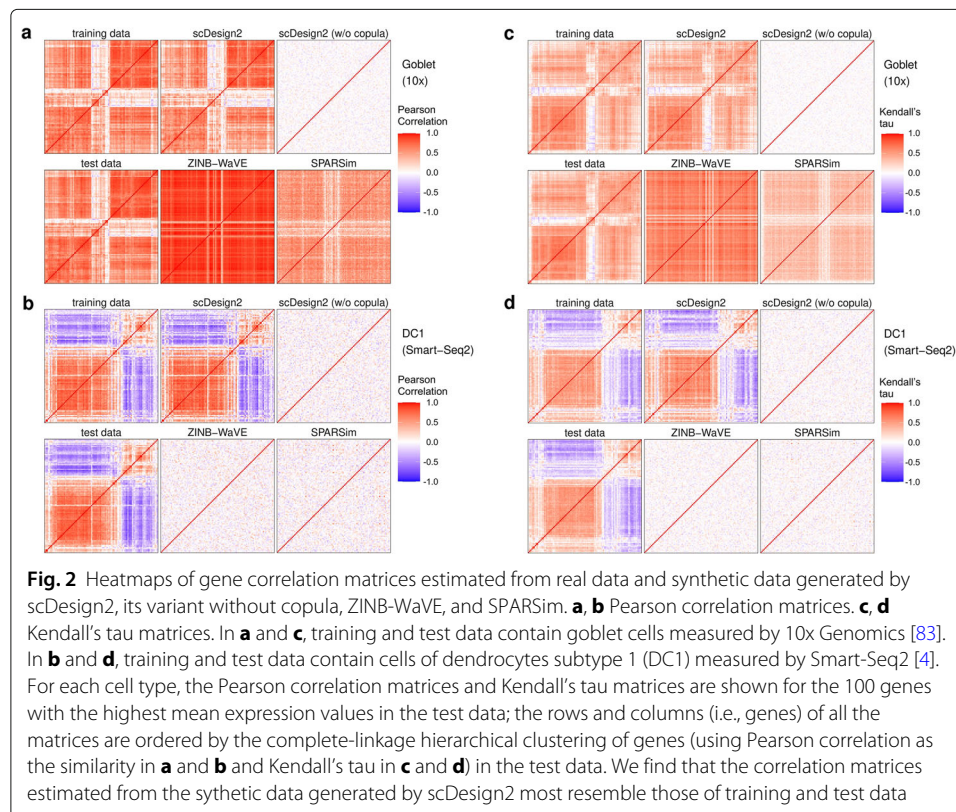 a
training data scDesign2 scDesign2 (w/o copula)
Goblet
(10x)
Pearson
Correlation
1.0
0.5
0.0
-0.5
-1.0
test data ZINB−WaVE SPARSim
b
training data scDesign2 scDesign2 (w/o copula)
DC1
(Smart−Seq2)
Pearson
Correlation
1.0
0.5
0.0
-0.5
-1.0
test data ZINB−WaVE SPARSim
c
training data scDesign2 scDesign2 (w/o copula)
Goblet
(10x)
Kendall's
tau
1.0
0.5
0.0
-0.5
-1.0
test data ZINB−WaVE SPARSim
d
training data scDesign2 scDesign2 (w/o copula)
DC1
(Smart−Seq2)
Kendall's
tau
1.0
0.5
0.0
-0.5
-1.0
test data ZINB−WaVE SPARSim
Fig. 2 Heatmaps of gene correlation matrices estimated from real data and synthetic data generated by
scDesign2, its variant without copula, ZINB-WaVE, and SPARSim. a, b Pearson correlation matrices. c, d
Kendall's tau matrices. In a and c, training and test data contain goblet cells measured by 10x Genomics [83].
In b and d, training and test data contain cells of dendrocytes subtype 1 (DC1) measured by Smart-Seq2 [4].
For each cell type, the Pearson correlation matrices and Kendall's tau matrices are shown for the 100 genes
with the highest mean expression values in the test data; the rows and columns (i.e., genes) of all the
matrices are ordered by the complete-linkage hierarchical clustering of genes (using Pearson correlation as
the similarity in a and b and Kendall's tau in c and d) in the test data. We find that the correlation matrices
estimated from the sythetic data generated by scDesign2 most resemble those of training and test data